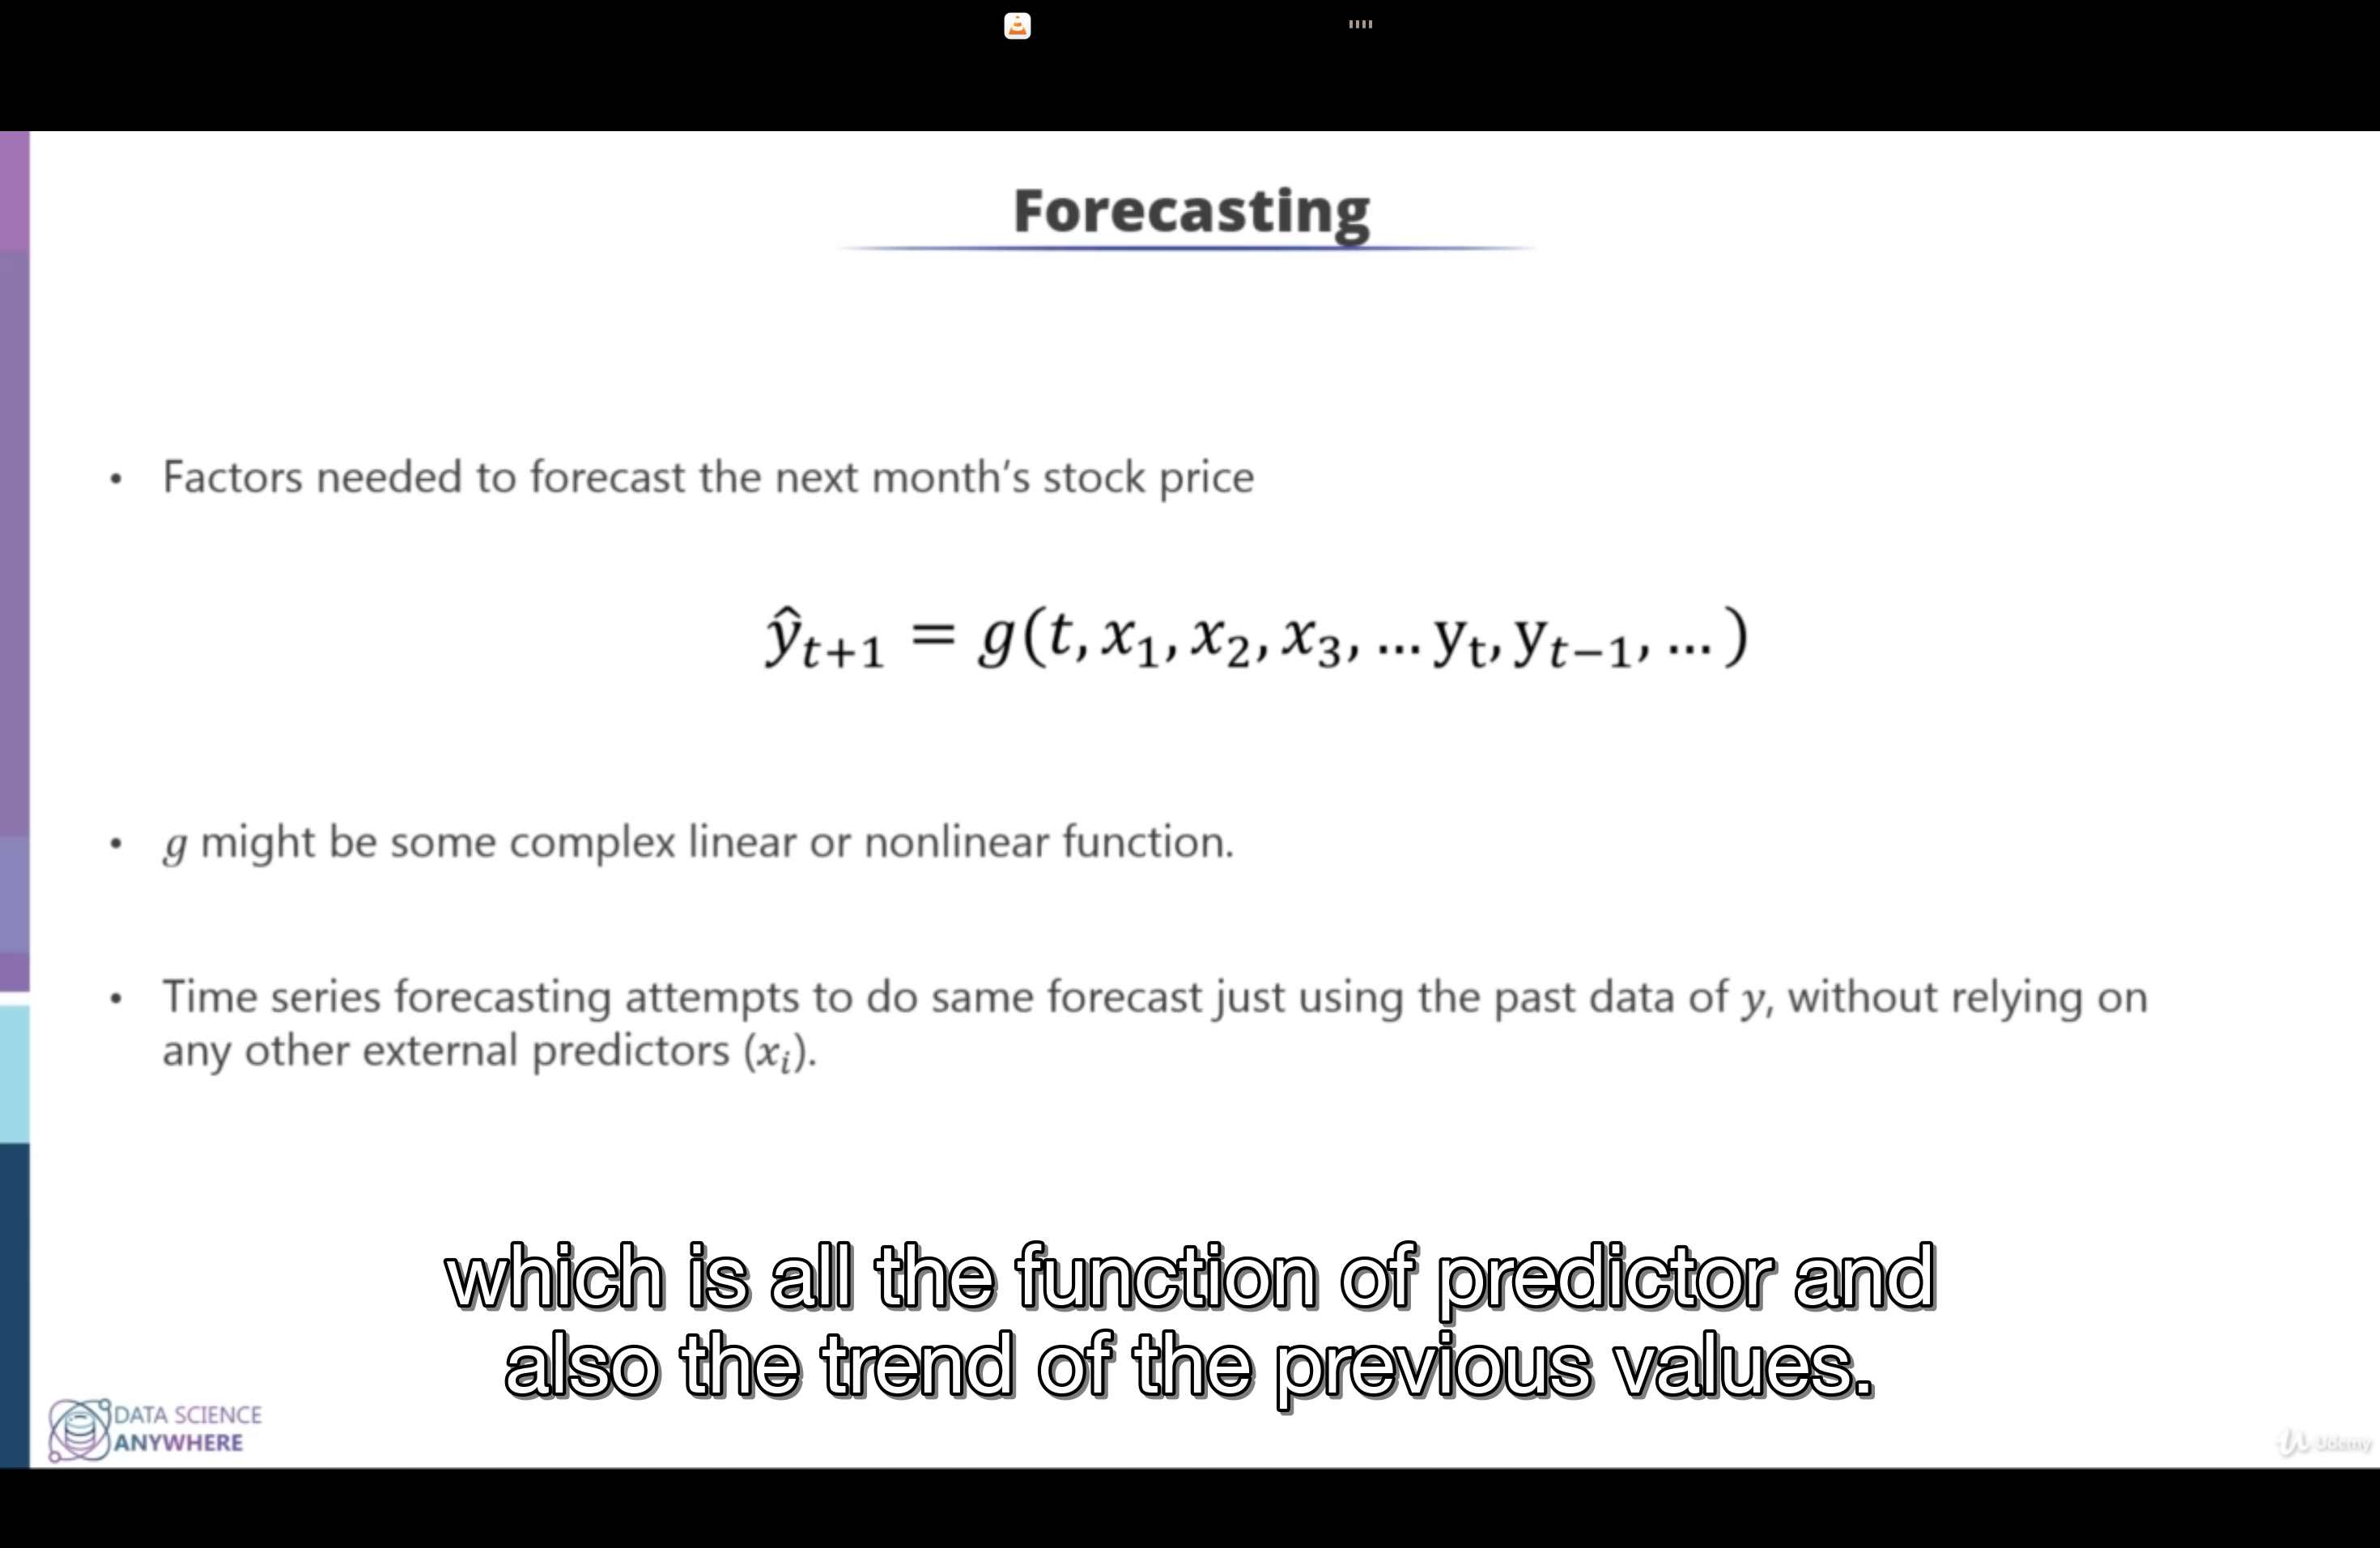 Forecasting
• Factors needed to forecast the next month's stock price
ŷₜ₊₁ = g(t, x₁, x₂, x₃, … yₜ, yₜ₋₁, … )
• g might be some complex linear or nonlinear function.
• Time series forecasting attempts to do same forecast just using the past data of y, without relying on
any other external predictors (xᵢ).
which is all the function of predictor and
also the trend of the previous values.
DATA SCIENCE
ANYWHERE
Udemy